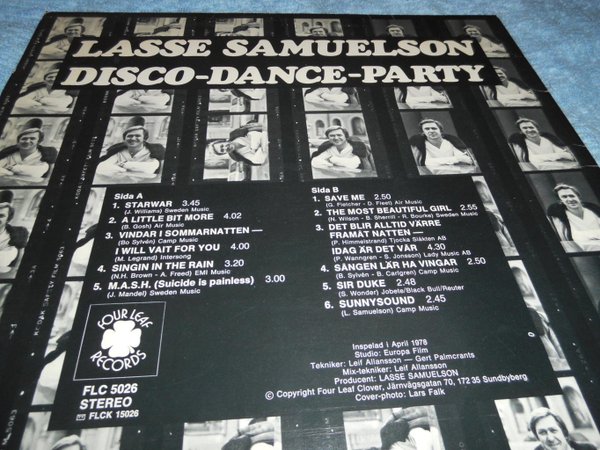 LASSE SAMUELSON
DISCO-DANCE-PARTY
Side A
1. STARWAR 3.45
(J. Williams) Sweden Music
2. A LITTLE BIT MORE 4.02
(B. Gosh) Air Music
3. VINDAR I SOMMARNATTEN —
(Bo Sylvén) Camp Music
I WILL WAIT FOR YOU 4.00
(M. Legrand) Intersong
4. SINGIN IN THE RAIN 3.20
(N.H. Brown - A. Freed) EMI Music
5. M.A.S.H. (Suicide is painless) 3.00
(J. Mandel) Sweden Music
Side B
1. SAVE ME 2.50
(G. Fletcher - D. Flest) Air Music
2. THE MOST BEAUTIFUL GIRL 2.55
(N. Wilson - B. Sherrill - R. Bourke) Sweden Music
3. DET BLIR ALLTID VÄRRE
FRAMÅT NATTEN —
(P. Himmelstrand) Tjocka Släkten AB
IDAG ÄR DET VÅR 4.30
(P. Wanngren - S. Jonsson) Lady Music AB
4. SÅNGEN LÄR HA VINGAR 2.50
(B. Sylvén - B. Carlgren) Camp Music
5. SIR DUKE 2.48
(S. Wonder) Jobete/Black Bull/Reuter
6. SUNNYSOUND 2.45
(L. Samuelson) Camp Music
FOUR LEAF
RECORDS
FLC 5026
STEREO
FLCK 15026
Inspelad i April 1978
Studio: Europa Film
Tekniker: Leif Allansson — Gert Palmcrants
Mix-tekniker: Leif Allansson
Producent: LASSE SAMUELSON
© Copyright Four Leaf Clover, Järnvägsgatan 70, 172 35 Sundbyberg
Cover-photo: Lars Falk